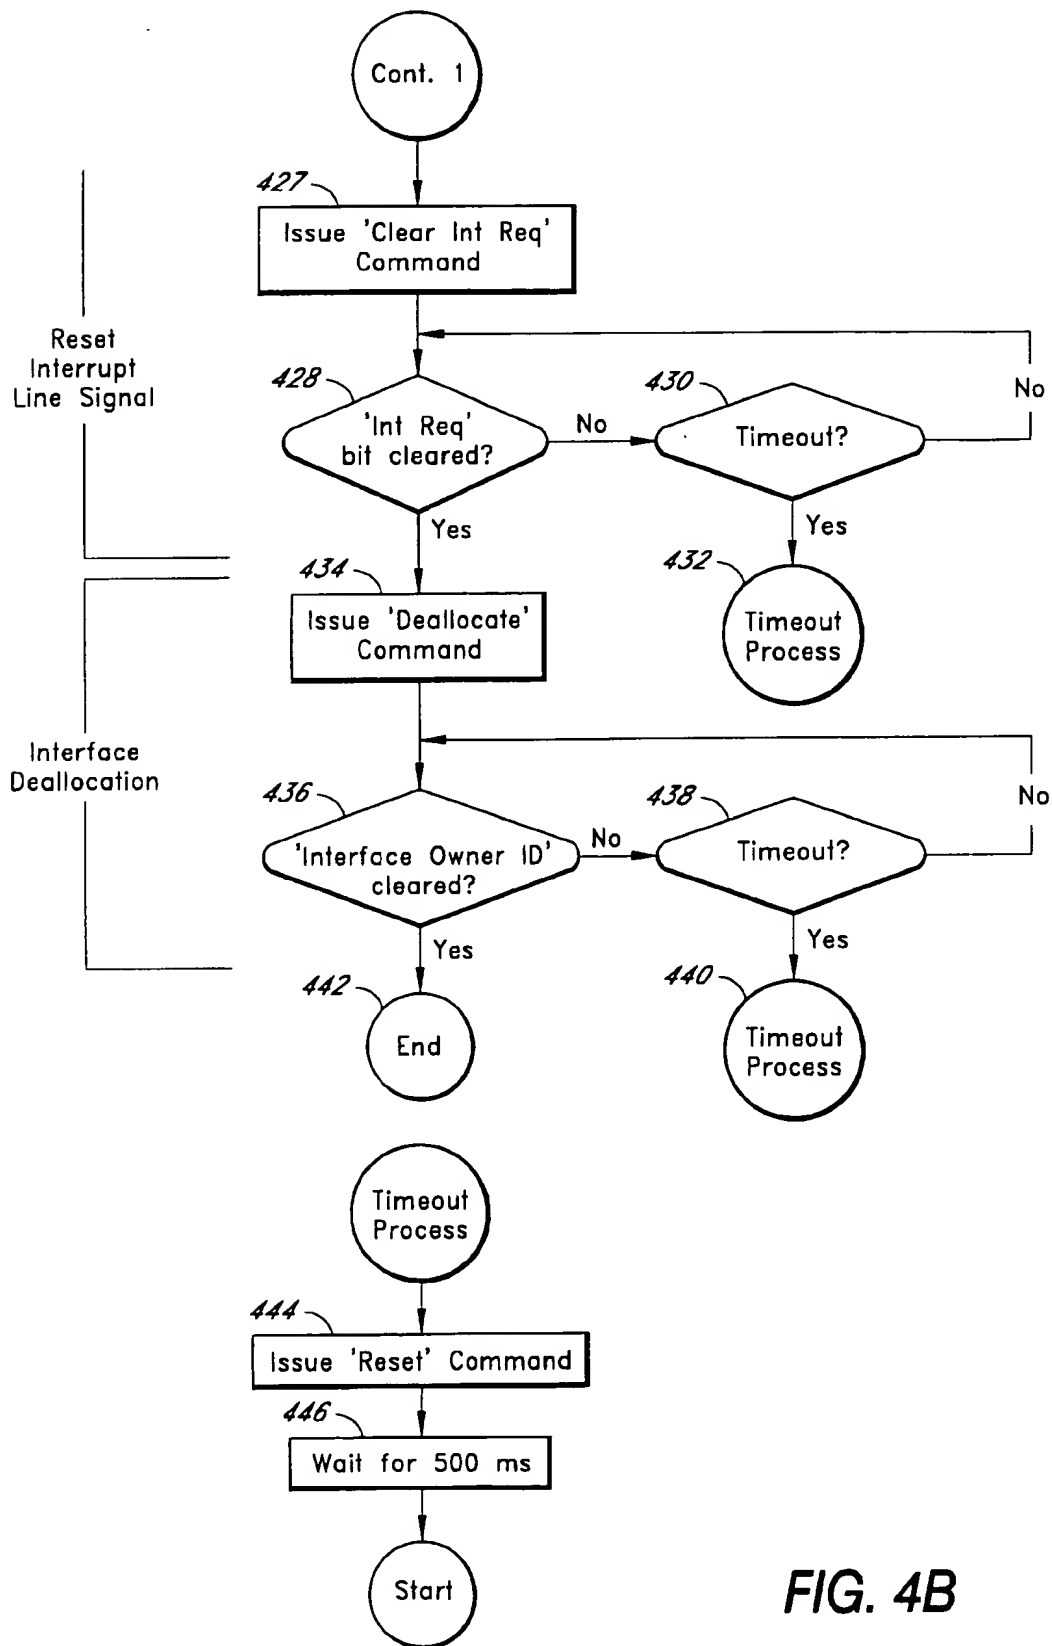 Cont. 1
427
Issue 'Clear Int Req'
Command
Reset
Interrupt
Line Signal
428
'Int Req'
bit cleared?
No
430
Timeout?
No
Yes
Yes
432
Timeout
Process
434
Issue 'Deallocate'
Command
Interface
Deallocation
436
'Interface Owner ID'
cleared?
No
438
Timeout?
No
Yes
Yes
442
End
440
Timeout
Process
Timeout
Process
444
Issue 'Reset' Command
446
Wait for 500 ms
Start
FIG. 4B